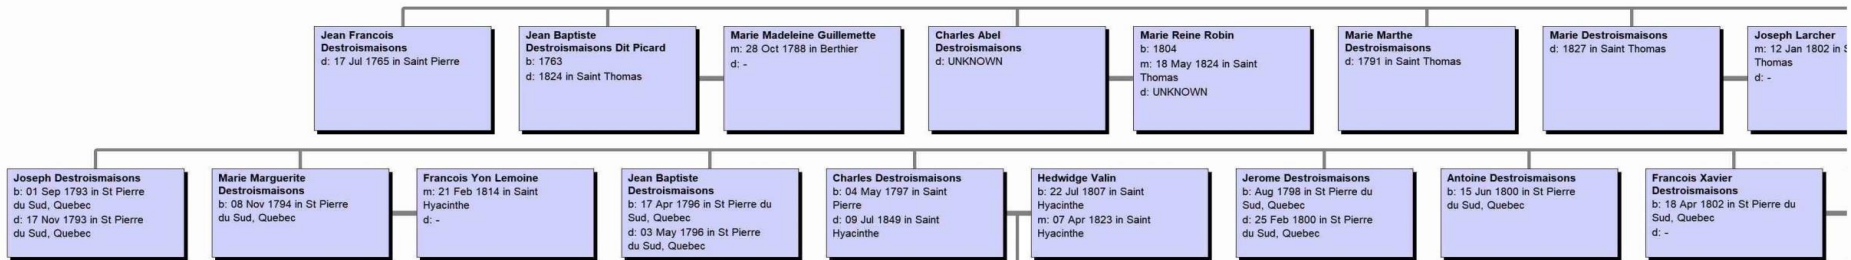 Jean Francois
Destroismaisons
d: 17 Jul 1765 in Saint Pierre
Jean Baptiste
Destroismaisons Dit Picard
b: 1763
d: 1824 in Saint Thomas
Marie Madeleine Guillemette
m: 28 Oct 1788 in Berthier
d: -
Charles Abel
Destroismaisons
d: UNKNOWN
Marie Reine Robin
b: 1804
m: 18 May 1824 in Saint
Thomas
d: UNKNOWN
Marie Marthe
Destroismaisons
d: 1791 in Saint Thomas
Marie Destroismaisons
d: 1827 in Saint Thomas
Joseph Larcher
m: 12 Jan 1802 in
Thomas
d: -
Joseph Destroismaisons
b: 01 Sep 1793 in St Pierre
du Sud, Quebec
d: 17 Nov 1793 in St Pierre
du Sud, Quebec
Marie Marguerite
Destroismaisons
b: 08 Nov 1794 in St Pierre
du Sud, Quebec
Francois Yon Lemoine
m: 21 Feb 1814 in Saint
Hyacinthe
d: -
Jean Baptiste
Destroismaisons
b: 17 Apr 1796 in St Pierre du
Sud, Quebec
d: 03 May 1796 in St Pierre
du Sud, Quebec
Charles Destroismaisons
b: 04 May 1797 in Saint
Pierre
d: 09 Jul 1849 in Saint
Hyacinthe
Hedwidge Valin
b: 22 Jul 1807 in Saint
Hyacinthe
m: 07 Apr 1823 in Saint
Hyacinthe
Jerome Destroismaisons
b: Aug 1798 in St Pierre du
Sud, Quebec
d: 25 Feb 1800 in St Pierre
du Sud, Quebec
Antoine Destroismaisons
b: 15 Jun 1800 in St Pierre
du Sud, Quebec
Francois Xavier
Destroismaisons
b: 18 Apr 1802 in St Pierre du
Sud, Quebec
d: -